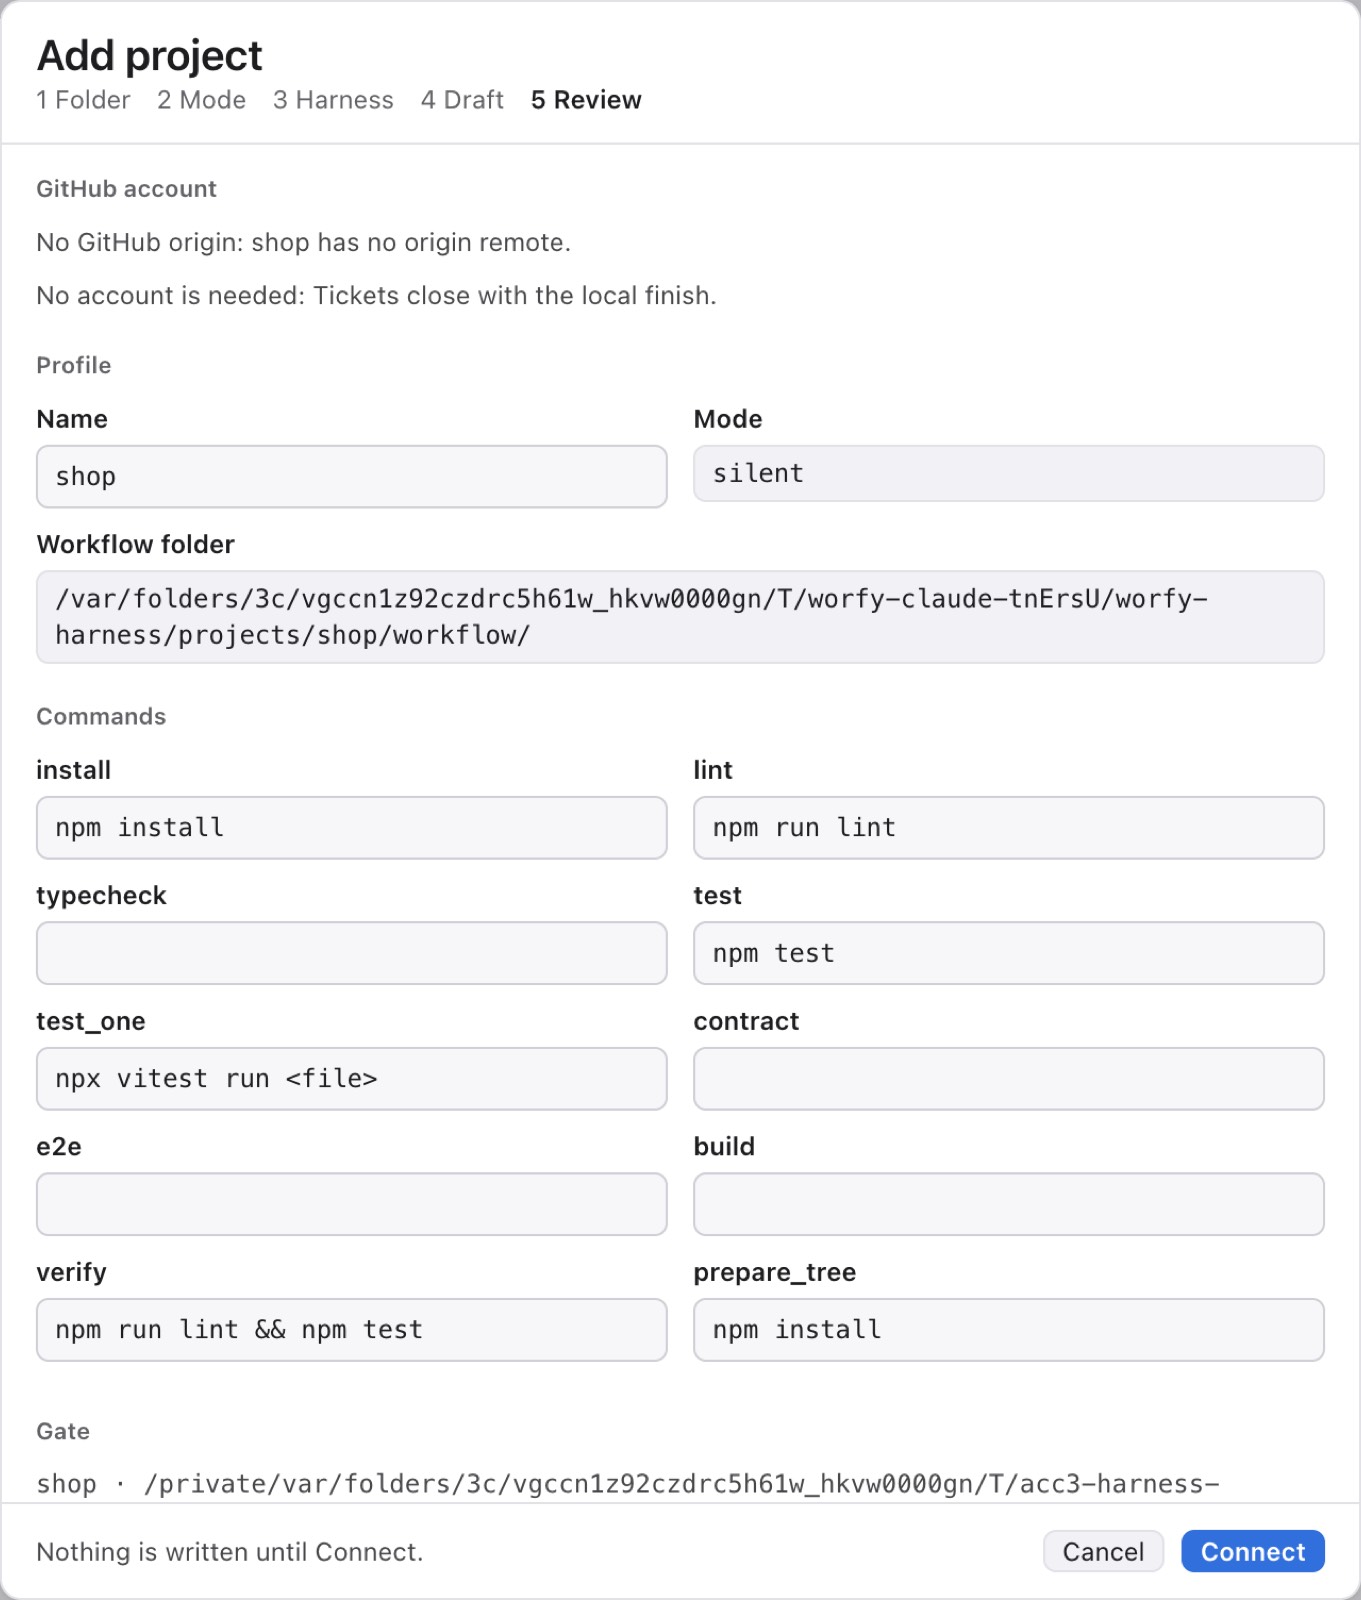 Add project
1 Folder 2 Mode 3 Harness 4 Draft 5 Review
GitHub account
No GitHub origin: shop has no origin remote.
No account is needed: Tickets close with the local finish.
Profile
Name Mode
shop silent
Workflow folder
/var/folders/3c/vgccn1z92czdrc5h61w_hkvw0000gn/T/worfy-claude-tnErsU/worfy-
harness/projects/shop/workflow/
Commands
install lint
npm install npm run lint
typecheck test
npm test
test_one contract
npx vitest run <file>
e2e build
verify prepare_tree
npm run lint && npm test npm install
Gate
shop · /private/var/folders/3c/vgccn1z92czdrc5h61w_hkvw0000gn/T/acc3-harness-
Nothing is written until Connect. Cancel Connect